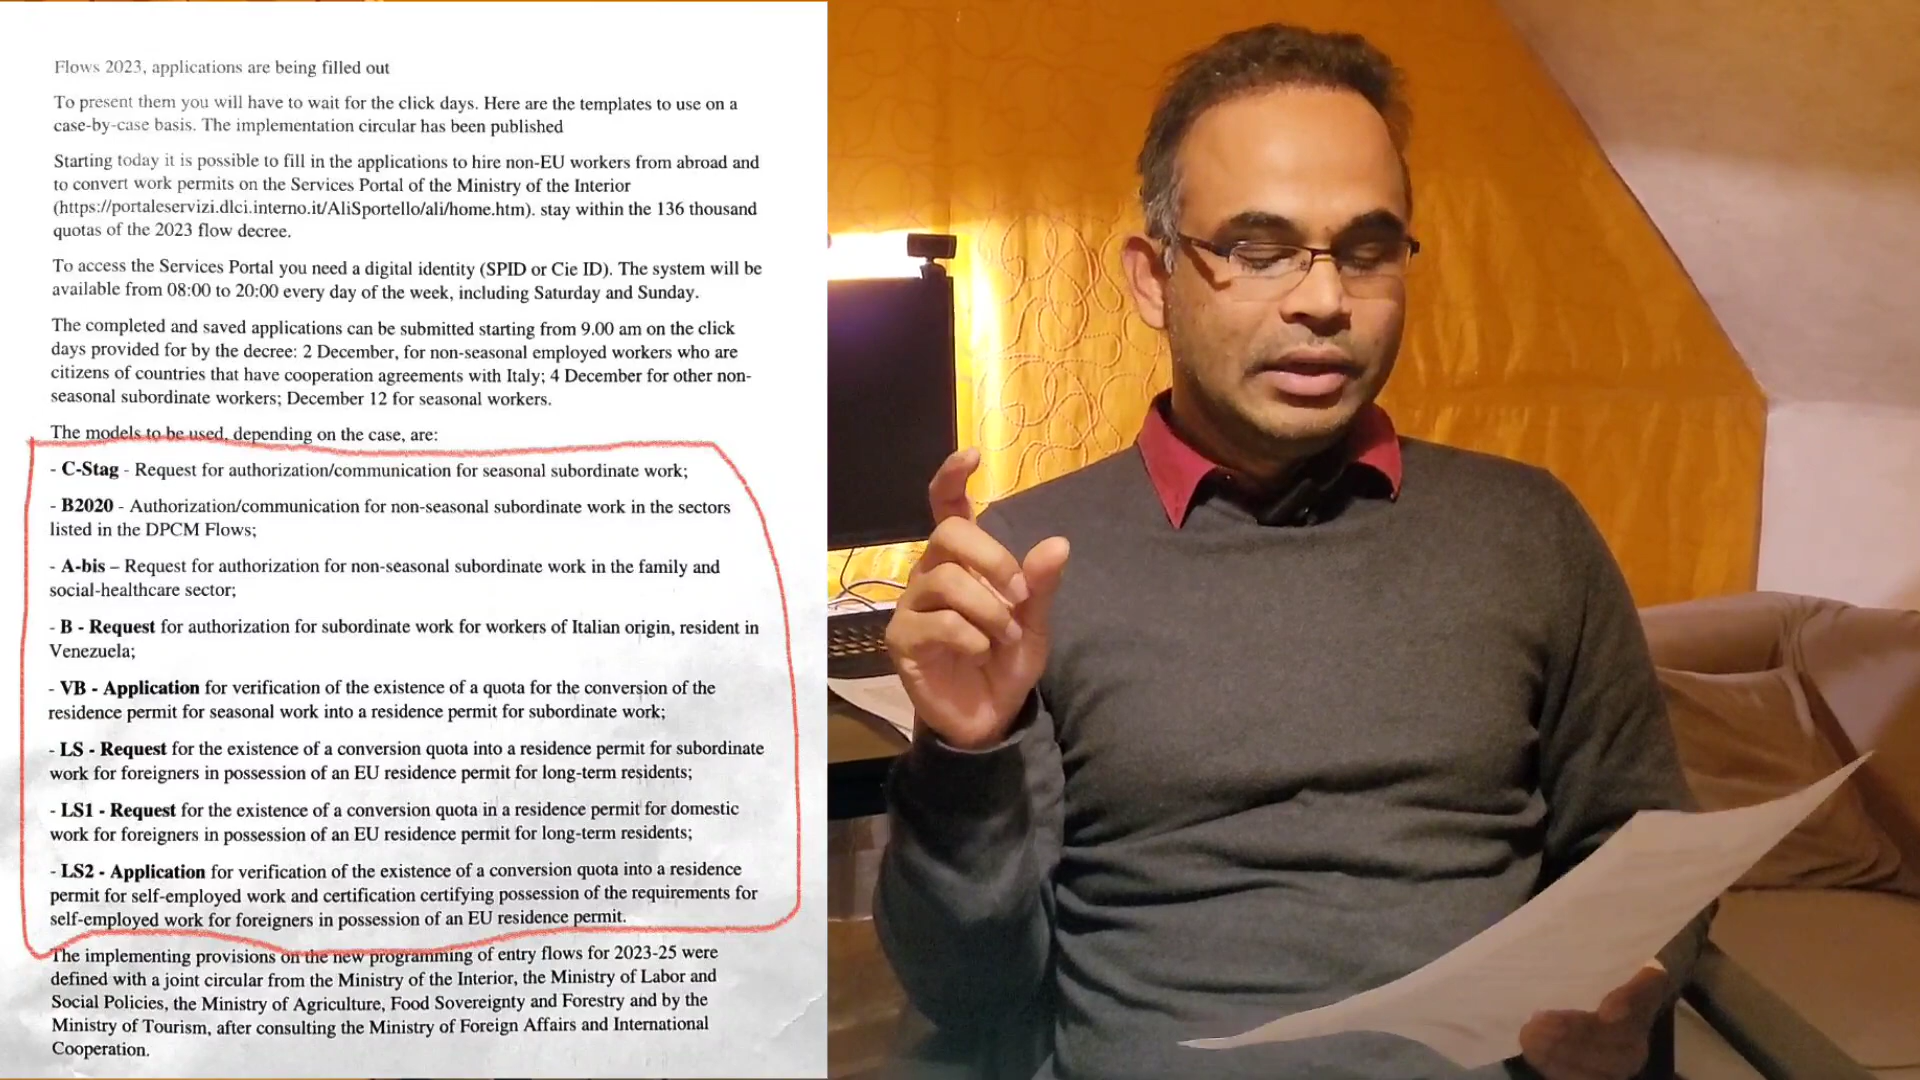 Flows 2023, applications are being filled out
To present them you will have to wait for the click days. Here are the templates to use on a
case-by-case basis. The implementation circular has been published
Starting today it is possible to fill in the applications to hire non-EU workers from abroad and
to convert work permits on the Services Portal of the Ministry of the Interior
(https://portaleservizi.dlci.interno.it/AliSportello/ali/home.htm). stay within the 136 thousand
quotas of the 2023 flow decree.
To access the Services Portal you need a digital identity (SPID or Cie ID). The system will be
available from 08:00 to 20:00 every day of the week, including Saturday and Sunday.
The completed and saved applications can be submitted starting from 9.00 am on the click
days provided for by the decree: 2 December, for non-seasonal employed workers who are
citizens of countries that have cooperation agreements with Italy; 4 December for other non-
seasonal subordinate workers; December 12 for seasonal workers.
The models to be used, depending on the case, are:
- C-Stag - Request for authorization/communication for seasonal subordinate work;
- B2020 - Authorization/communication for non-seasonal subordinate work in the sectors
listed in the DPCM Flows;
- A-bis – Request for authorization for non-seasonal subordinate work in the family and
social-healthcare sector;
- B - Request for authorization for subordinate work for workers of Italian origin, resident in
Venezuela;
- VB - Application for verification of the existence of a quota for the conversion of the
residence permit for seasonal work into a residence permit for subordinate work;
- LS - Request for the existence of a conversion quota into a residence permit for subordinate
work for foreigners in possession of an EU residence permit for long-term residents;
- LS1 - Request for the existence of a conversion quota in a residence permit for domestic
work for foreigners in possession of an EU residence permit for long-term residents;
- LS2 - Application for verification of the existence of a conversion quota into a residence
permit for self-employed work and certification certifying possession of the requirements for
self-employed work for foreigners in possession of an EU residence permit.
The implementing provisions on the new programming of entry flows for 2023-25 were
defined with a joint circular from the Ministry of the Interior, the Ministry of Labor and
Social Policies, the Ministry of Agriculture, Food Sovereignty and Forestry and by the
Ministry of Tourism, after consulting the Ministry of Foreign Affairs and International
Cooperation.